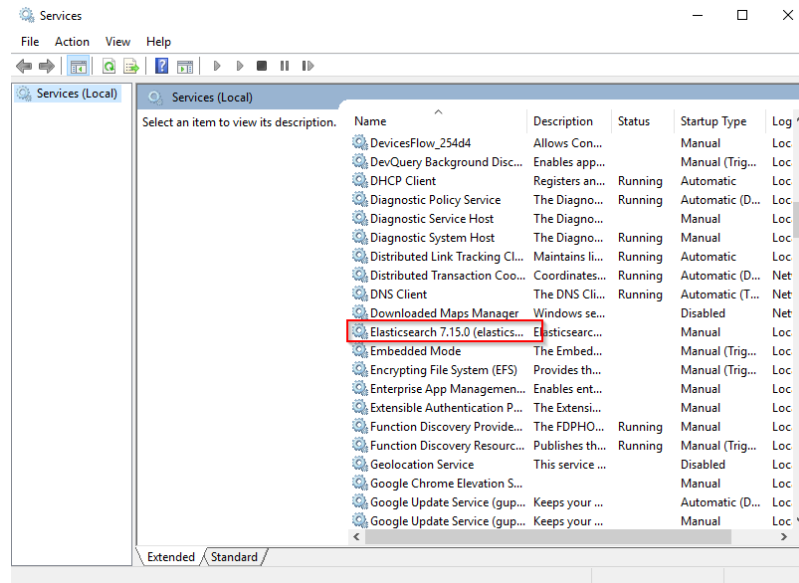 Services
File Action View Help
Services (Local)
Services (Local)
Select an item to view its description.
Name Description Status Startup Type Log
DevicesFlow_254d4 Allows Con... Manual Loc
DevQuery Background Disc... Enables app... Manual (Trig... Loc
DHCP Client Registers an... Running Automatic Loc
Diagnostic Policy Service The Diagno... Running Automatic (D... Loc
Diagnostic Service Host The Diagno... Manual Loc
Diagnostic System Host The Diagno... Running Manual Loc
Distributed Link Tracking Cl... Maintains li... Running Automatic Loc
Distributed Transaction Coo... Coordinates... Running Automatic (D... Net
DNS Client The DNS Cli... Running Automatic (T... Net
Downloaded Maps Manager Windows se... Disabled Net
Elasticsearch 7.15.0 (elastics... Elasticsearc... Manual Loc
Embedded Mode The Embed... Manual (Trig... Loc
Encrypting File System (EFS) Provides th... Manual (Trig... Loc
Enterprise App Managemen... Enables ent... Manual Loc
Extensible Authentication P... The Extensi... Manual Loc
Function Discovery Provide... The FDPHO... Running Manual Loc
Function Discovery Resourc... Publishes th... Running Manual (Trig... Loc
Geolocation Service This service ... Disabled Loc
Google Chrome Elevation S... Manual Loc
Google Update Service (gup... Keeps your ... Automatic (D... Loc
Google Update Service (gup... Keeps your ... Manual Loc
Extended Standard